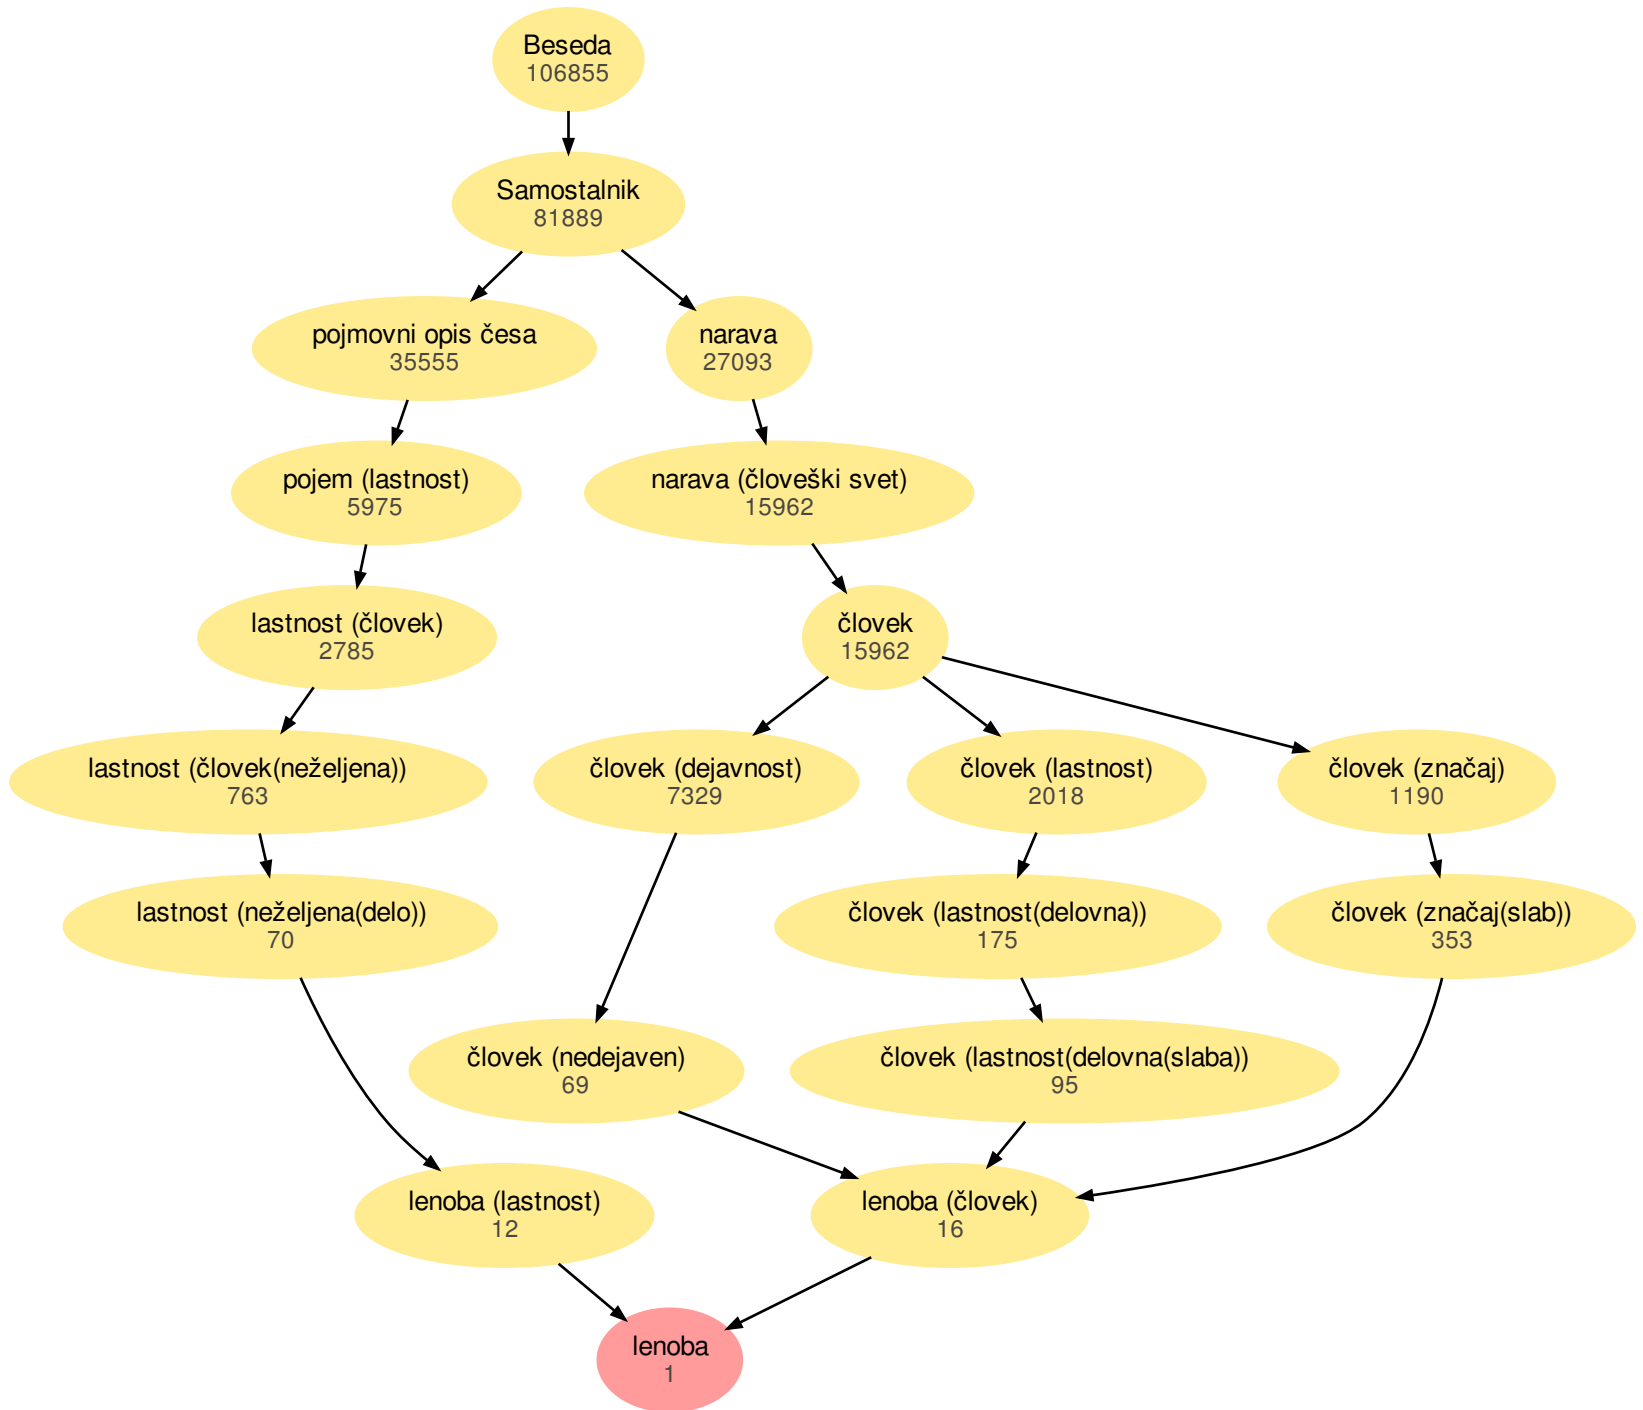 Beseda
106855
Samostalnik
81889
pojmovni opis česa
35555
narava
27093
pojem (lastnost)
5975
narava (človeški svet)
15962
lastnost (človek)
2785
človek
15962
lastnost (človek(neželjena))
763
človek (dejavnost)
7329
človek (lastnost)
2018
človek (značaj)
1190
lastnost (neželjena(delo))
70
človek (lastnost(delovna))
175
človek (značaj(slab))
353
človek (nedejaven)
69
človek (lastnost(delovna(slaba))
95
lenoba (lastnost)
12
lenoba (človek)
16
lenoba
1